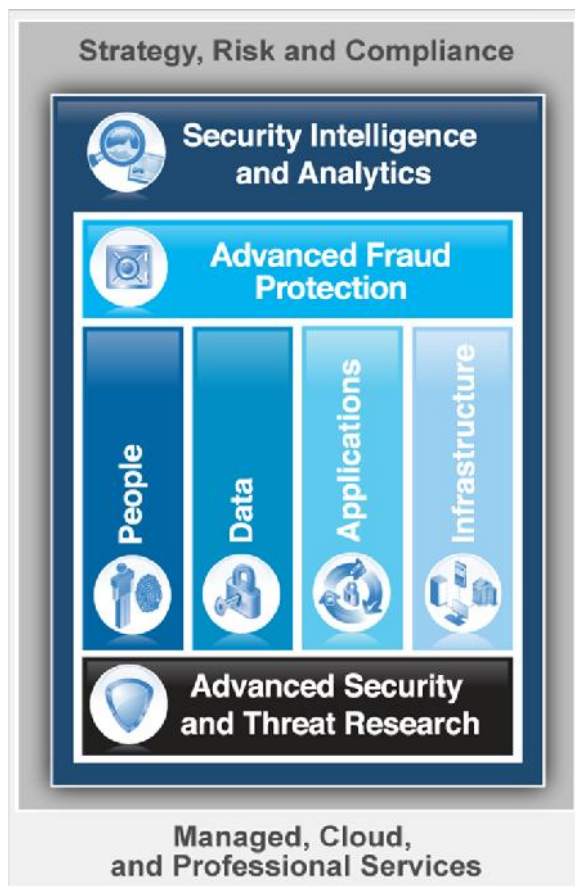 Strategy, Risk and Compliance
Security Intelligence
and Analytics
Advanced Fraud
Protection
People
Data
Applications
Infrastructure
Advanced Security
and Threat Research
Managed, Cloud,
and Professional Services